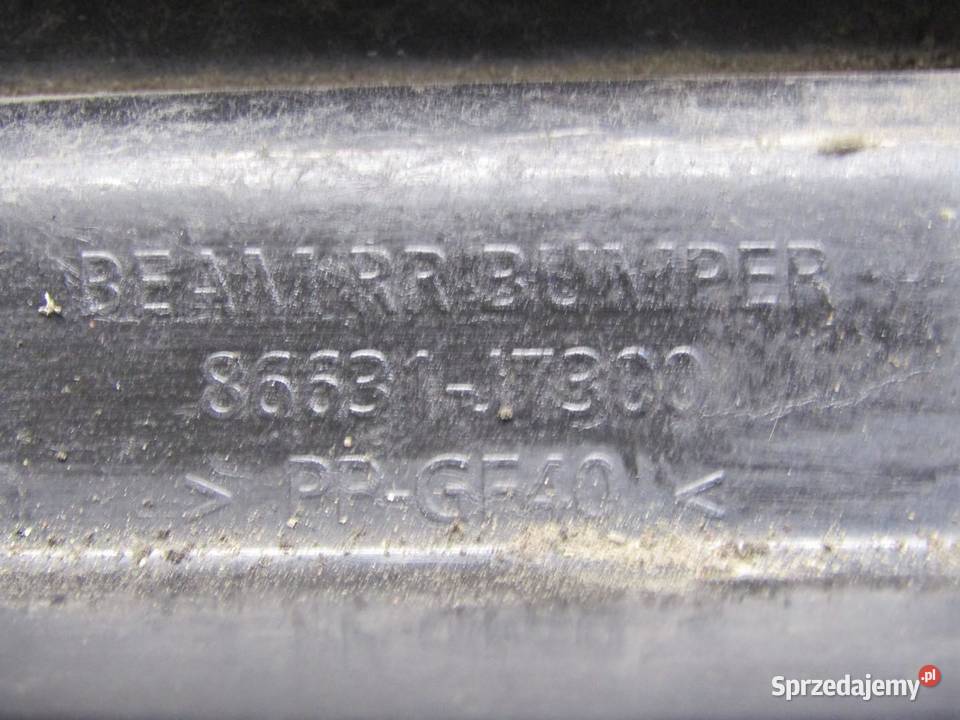 BEAM RR BUMPER
86631-J7300
> PP-GF40 <
Sprzedajemy.pl